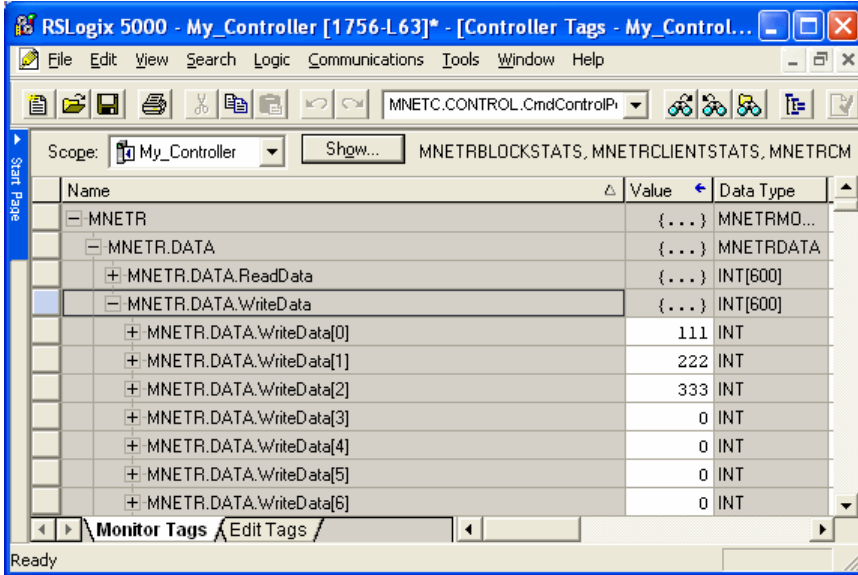 RSLogix 5000 - My_Controller [1756-L63]* - [Controller Tags - My_Control...
File Edit View Search Logic Communications Tools Window Help
MNETC.CONTROL.CmdControlP
Start Page
Scope: My_Controller Show... MNETRBLOCKSTATS, MNETRCLIENTSTATS, MNETRCM
Name Value Data Type
MNETR {...} MNETRMO...
MNETR.DATA {...} MNETRDATA
MNETR.DATA.ReadData {...} INT[600]
MNETR.DATA.WriteData {...} INT[600]
MNETR.DATA.WriteData[0] 111 INT
MNETR.DATA.WriteData[1] 222 INT
MNETR.DATA.WriteData[2] 333 INT
MNETR.DATA.WriteData[3] 0 INT
MNETR.DATA.WriteData[4] 0 INT
MNETR.DATA.WriteData[5] 0 INT
MNETR.DATA.WriteData[6] 0 INT
Monitor Tags Edit Tags
Ready